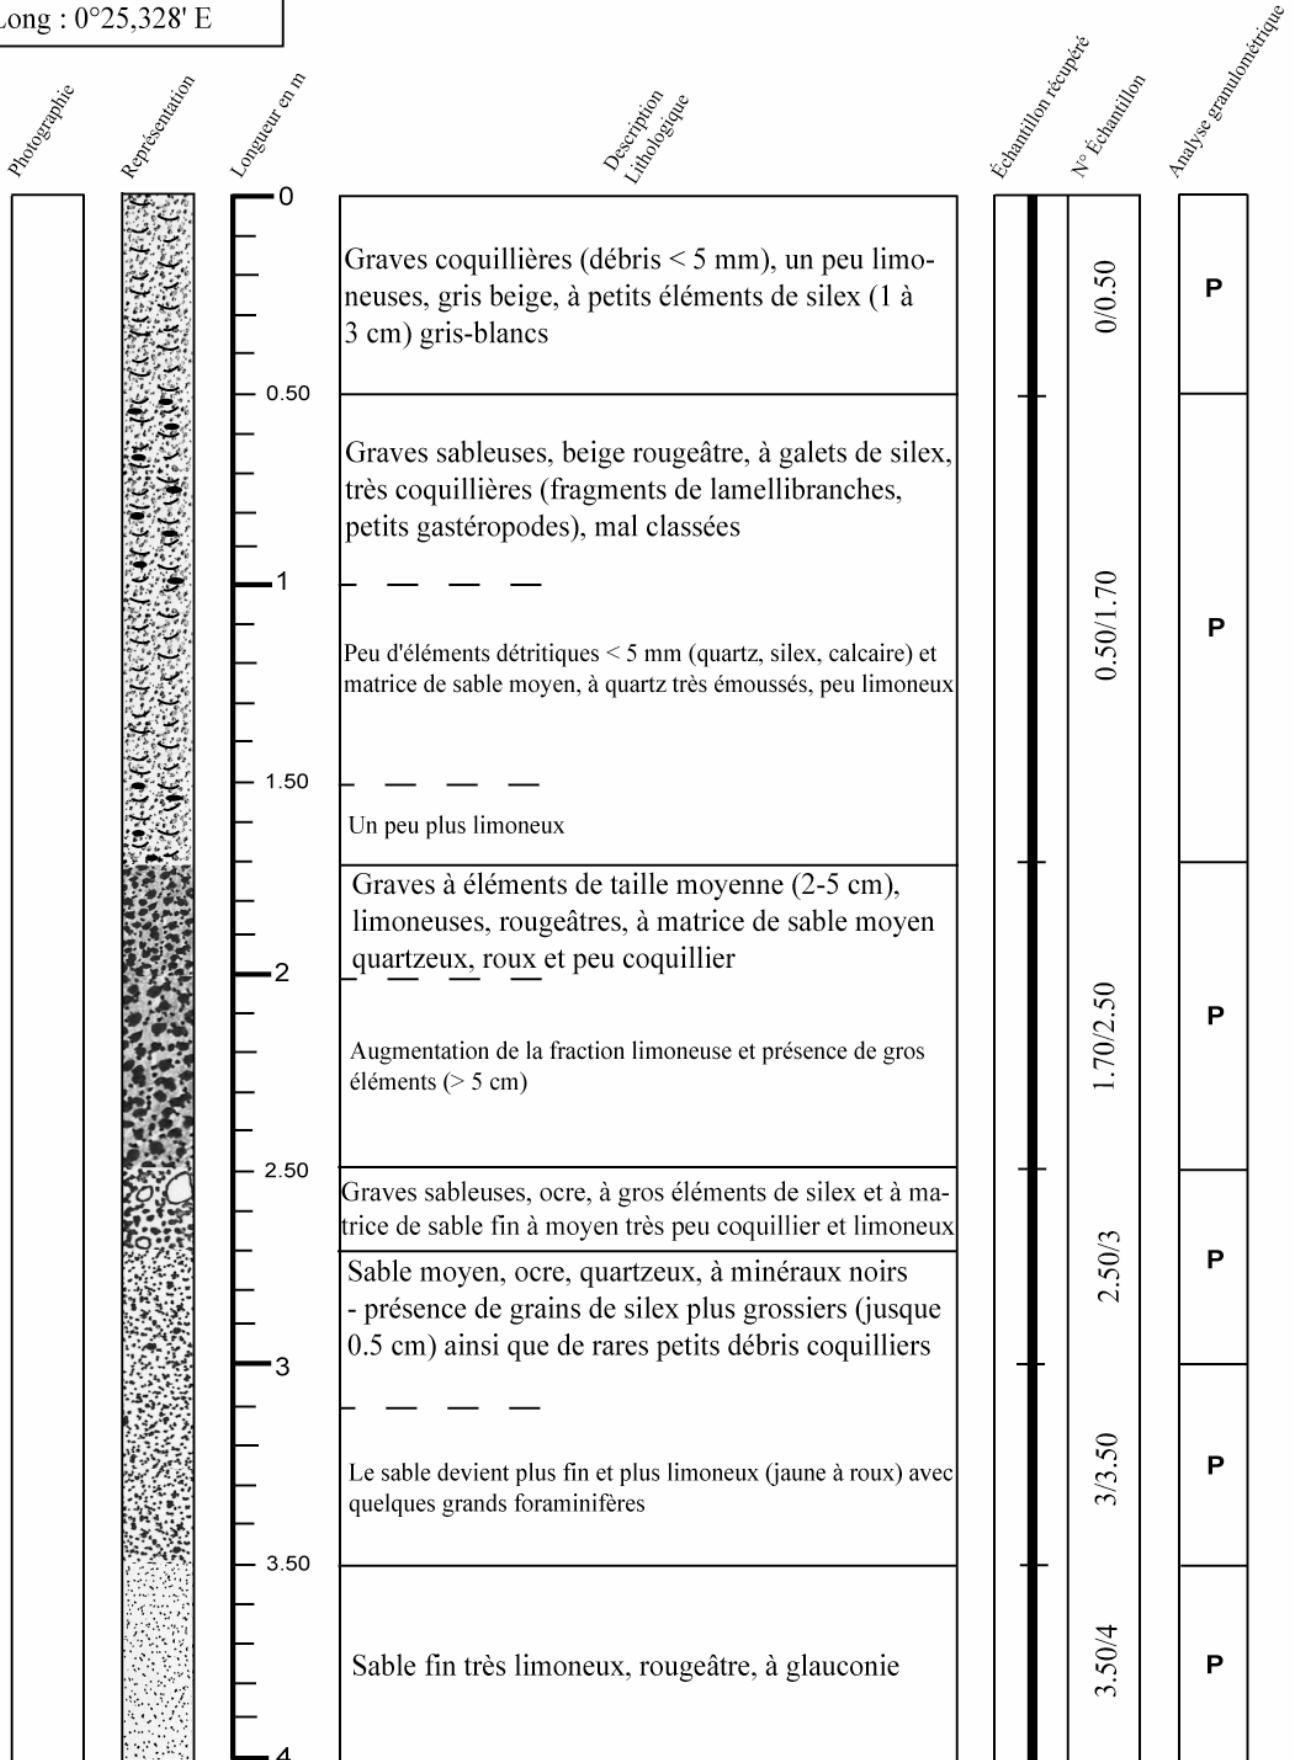 Long : 0°25,328' E
Photographie
Représentation
Longueur en m
Description
Lithologique
Échantillon récupéré
N° Échantillon
Analyse granulométrique
0
Graves coquillières (débris < 5 mm), un peu limo-
neuses, gris beige, à petits éléments de silex (1 à
3 cm) gris-blancs
0/0.50
P
0.50
Graves sableuses, beige rougeâtre, à galets de silex,
très coquillières (fragments de lamellibranches,
petits gastéropodes), mal classées
1
Peu d'éléments détritiques < 5 mm (quartz, silex, calcaire) et
matrice de sable moyen, à quartz très émoussés, peu limoneux
0.50/1.70
P
1.50
Un peu plus limoneux
Graves à éléments de taille moyenne (2-5 cm),
limoneuses, rougeâtres, à matrice de sable moyen
quartzeux, roux et peu coquillier
2
Augmentation de la fraction limoneuse et présence de gros
éléments (> 5 cm)
1.70/2.50
P
2.50
Graves sableuses, ocre, à gros éléments de silex et à ma-
trice de sable fin à moyen très peu coquillier et limoneux
Sable moyen, ocre, quartzeux, à minéraux noirs
- présence de grains de silex plus grossiers (jusque
0.5 cm) ainsi que de rares petits débris coquilliers
2.50/3
P
3
Le sable devient plus fin et plus limoneux (jaune à roux) avec
quelques grands foraminifères
3/3.50
P
3.50
Sable fin très limoneux, rougeâtre, à glauconie
3.50/4
P
4